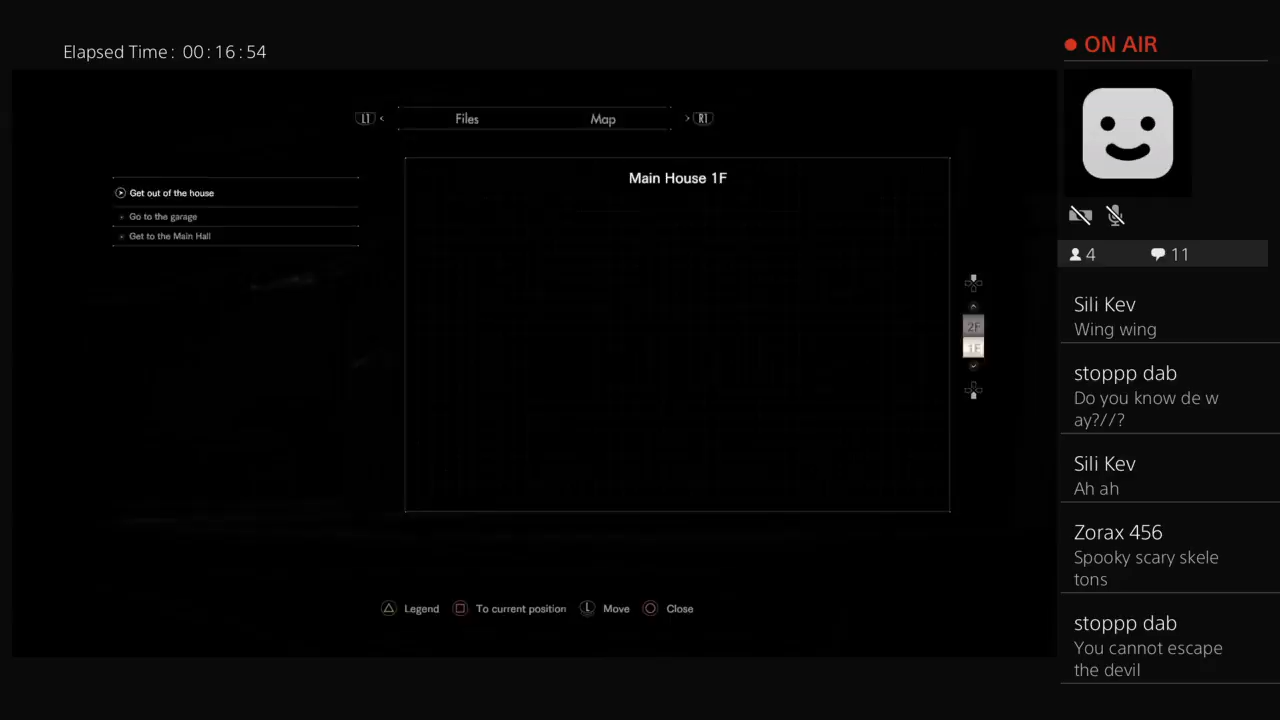 Elapsed Time: 00:16:54
ON AIR
L1 < Files Map > R1
Main House 1F
Get out of the house
Go to the garage
Get to the Main Hall
2F
1F
Legend To current position L Move Close
4 11
Sili Kev
Wing wing
stoppp dab
Do you know de w
ay?//?
Sili Kev
Ah ah
Zorax 456
Spooky scary skele
tons
stoppp dab
You cannot escape
the devil